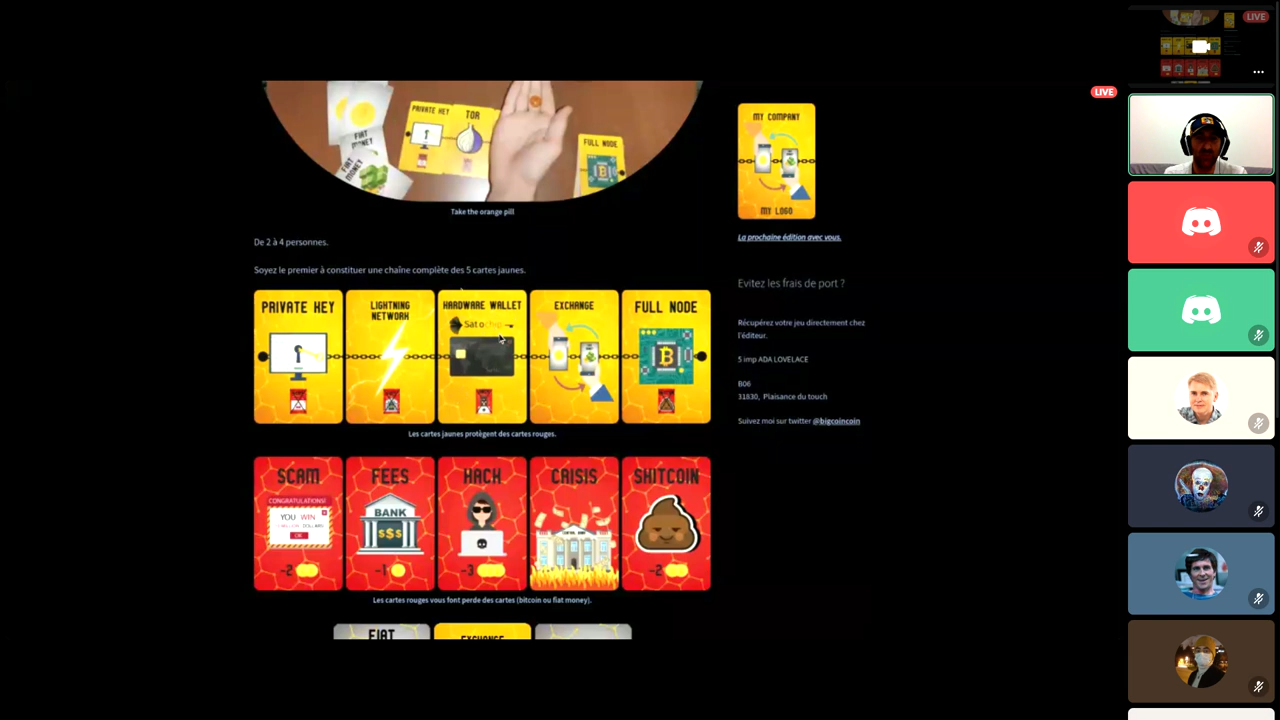 LIVE
PRIVATE KEY
TOR
FIAT MONEY
FIAT MONEY
FULL NODE
Take the orange pill
De 2 à 4 personnes.
Soyez le premier à constituer une chaîne complète des 5 cartes jaunes.
PRIVATE KEY
LIGHTNING
NETWORK
HARDWARE WALLET
Satochip
EXCHANGE
FULL NODE
Les cartes jaunes protègent des cartes rouges.
SCAM
CONGRATULATIONS!
YOU WIN
OK
-2
FEES
BANK
$$$
-1
HACK
-3
CRISIS
CENTRAL BANK
SHITCOIN
-2
Les cartes rouges vous font perde des cartes (bitcoin ou fiat money).
FIAT
EXCHANGE
LIVE
MY COMPANY
MY LOGO
La prochaine édition avec vous.
Evitez les frais de port ?
Récupérez votre jeu directement chez
l'éditeur.
5 imp ADA LOVELACE
B06
31830, Plaisance du touch
Suivez moi sur twitter @bigcoincoin